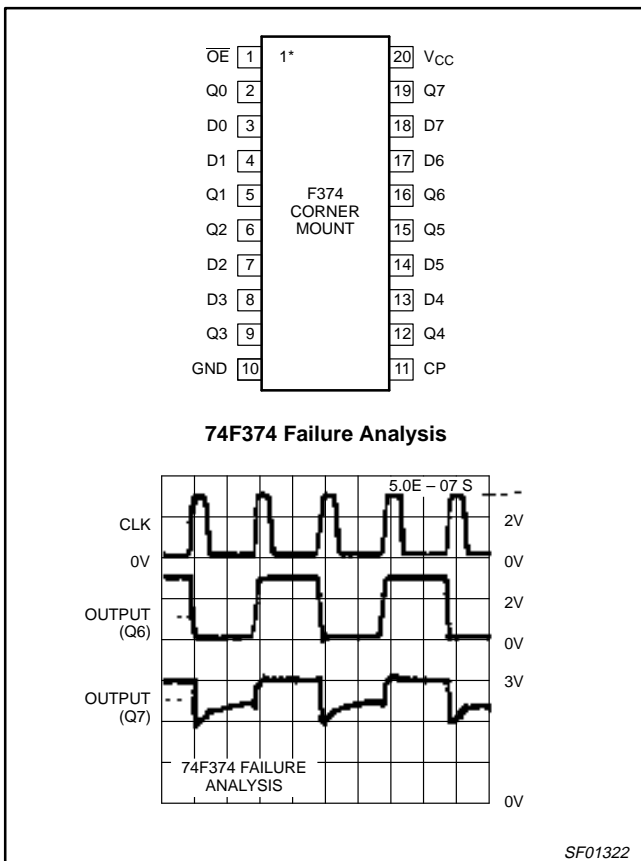 OE 1 1* 20 VCC
Q0 2 19 Q7
D0 3 18 D7
D1 4 17 D6
Q1 5 F374 16 Q6
CORNER
Q2 6 MOUNT 15 Q5
D2 7 14 D5
D3 8 13 D4
Q3 9 12 Q4
GND 10 11 CP
74F374 Failure Analysis
5.0E – 07 S
CLK 2V
0V 0V
OUTPUT 2V
(Q6) 0V
3V
OUTPUT
(Q7)
74F374 FAILURE
ANALYSIS
0V
SF01322